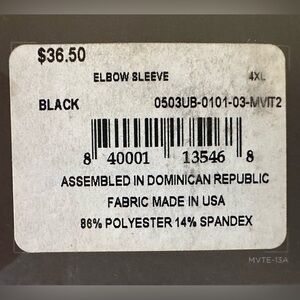 $36.50
ELBOW SLEEVE 4XL
BLACK 0503UB-0101-03-MVIT2
8 40001 13546 8
ASSEMBLED IN DOMINICAN REPUBLIC
FABRIC MADE IN USA
86% POLYESTER 14% SPANDEX
MVTE-13A